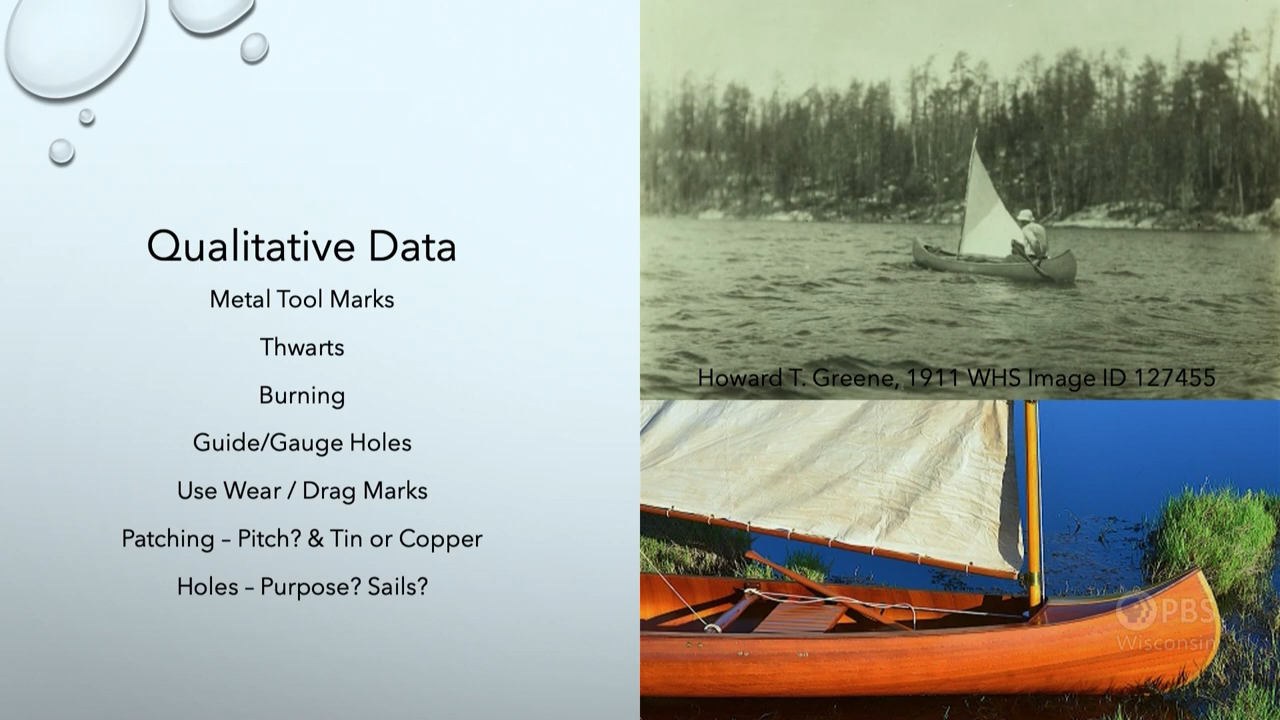 Qualitative Data
Metal Tool Marks
Thwarts
Burning
Guide/Gauge Holes
Use Wear / Drag Marks
Patching – Pitch? & Tin or Copper
Holes – Purpose? Sails?
Howard T. Greene, 1911 WHS Image ID 127455
PBS
Wisconsin